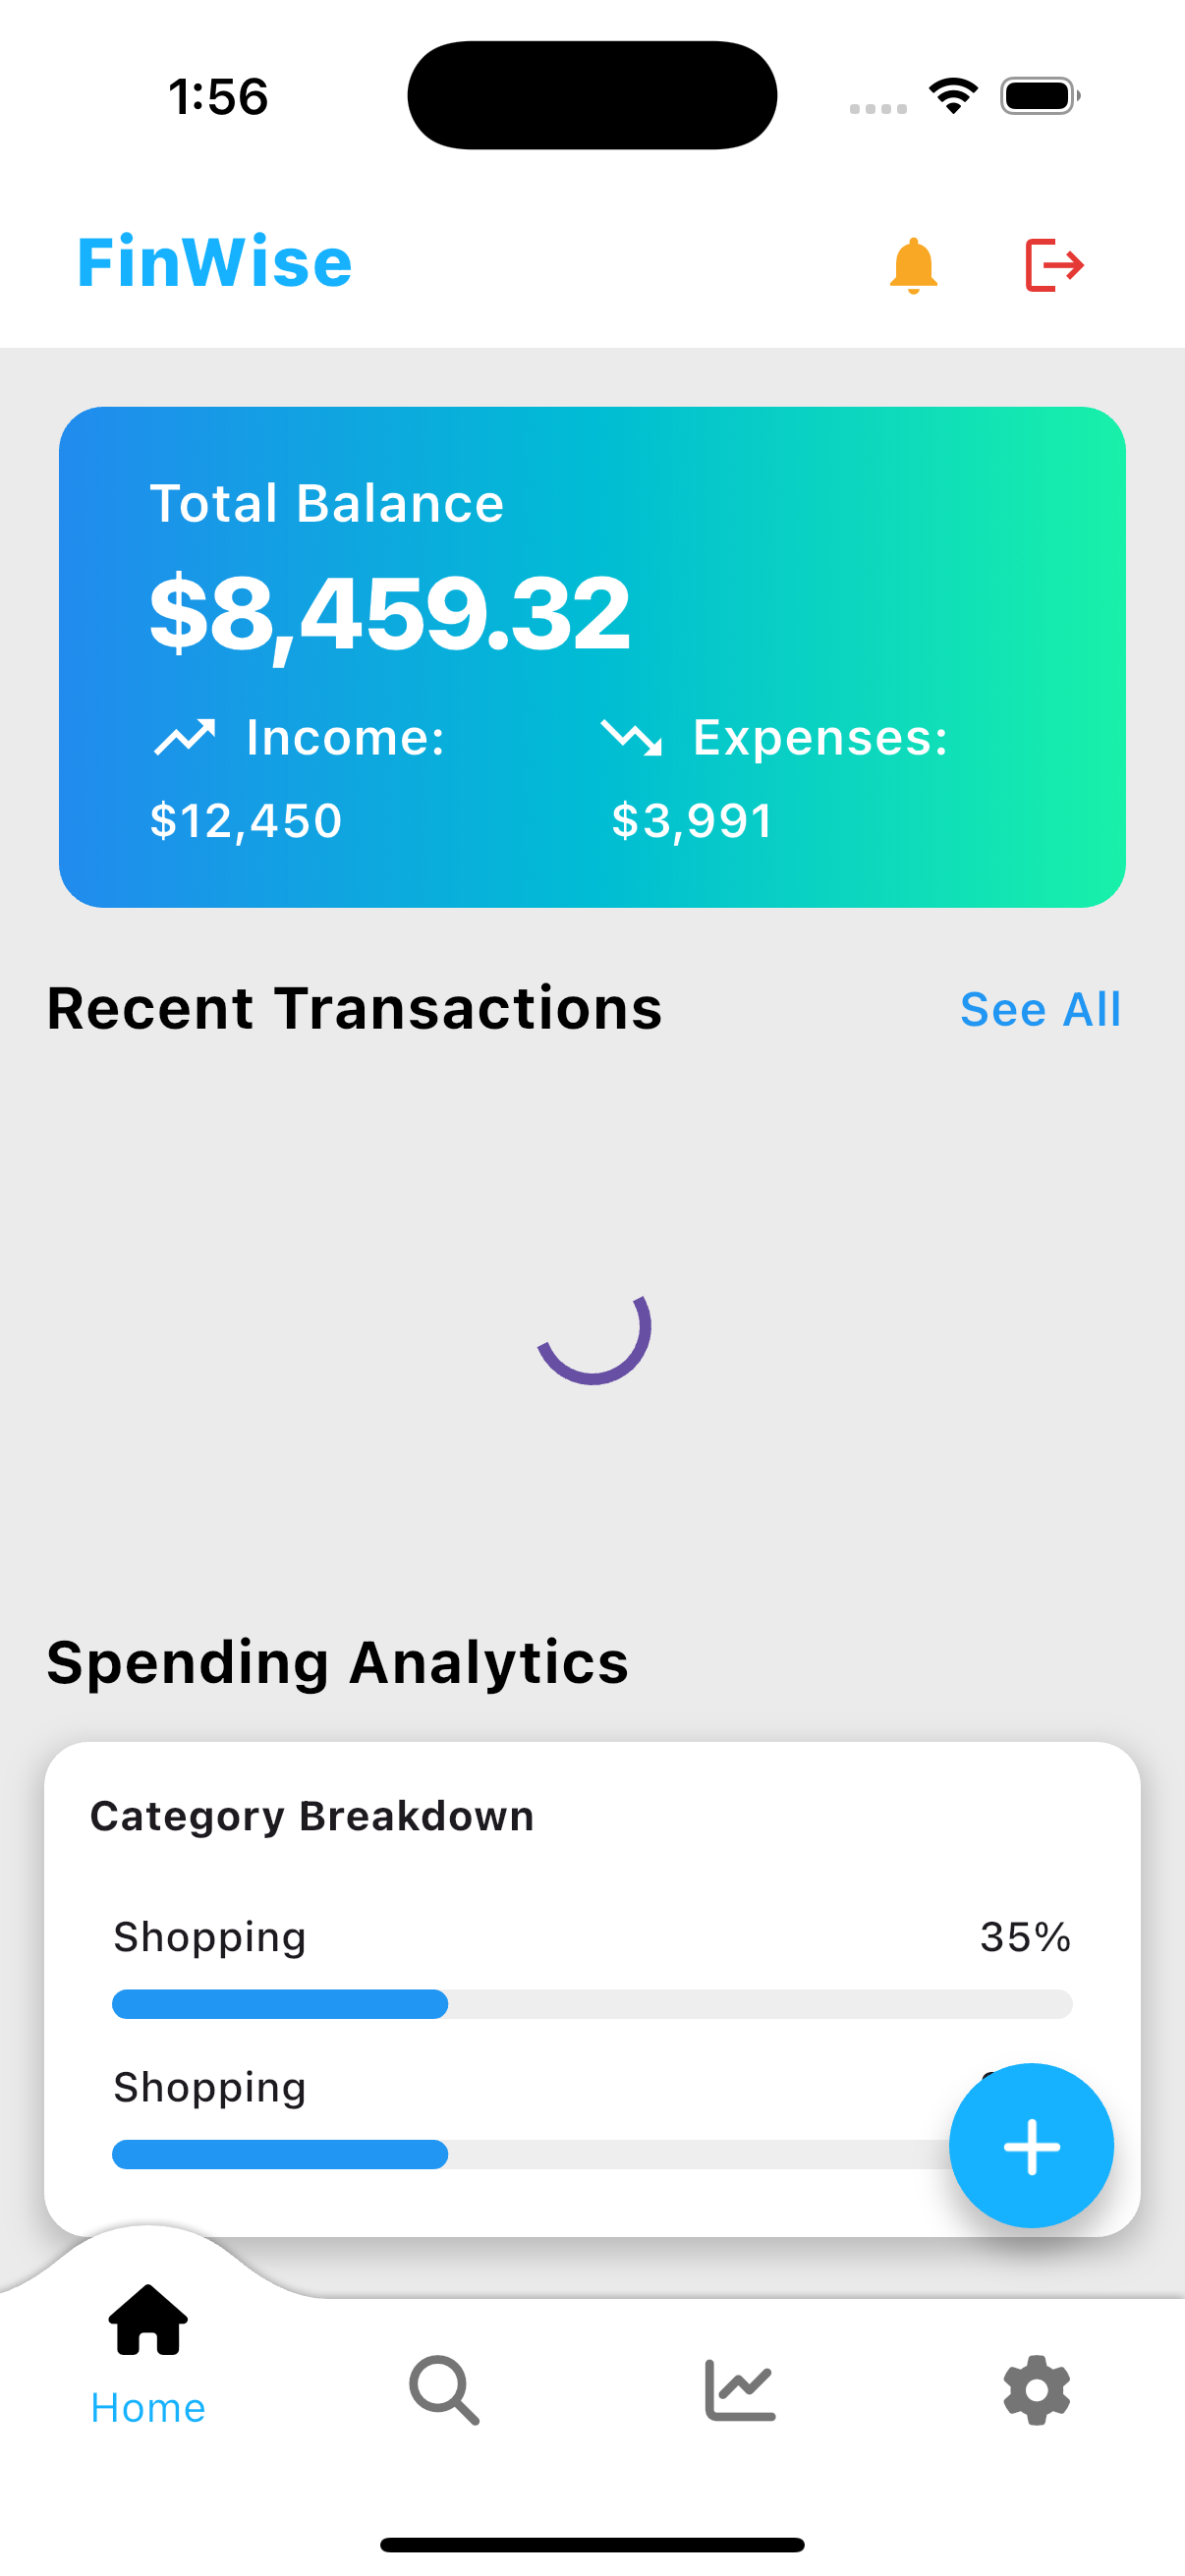 1:56
FinWise
Total Balance
$8,459.32
Income: Expenses:
$12,450 $3,991
Recent Transactions See All
Spending Analytics
Category Breakdown
Shopping 35%
Shopping
Home